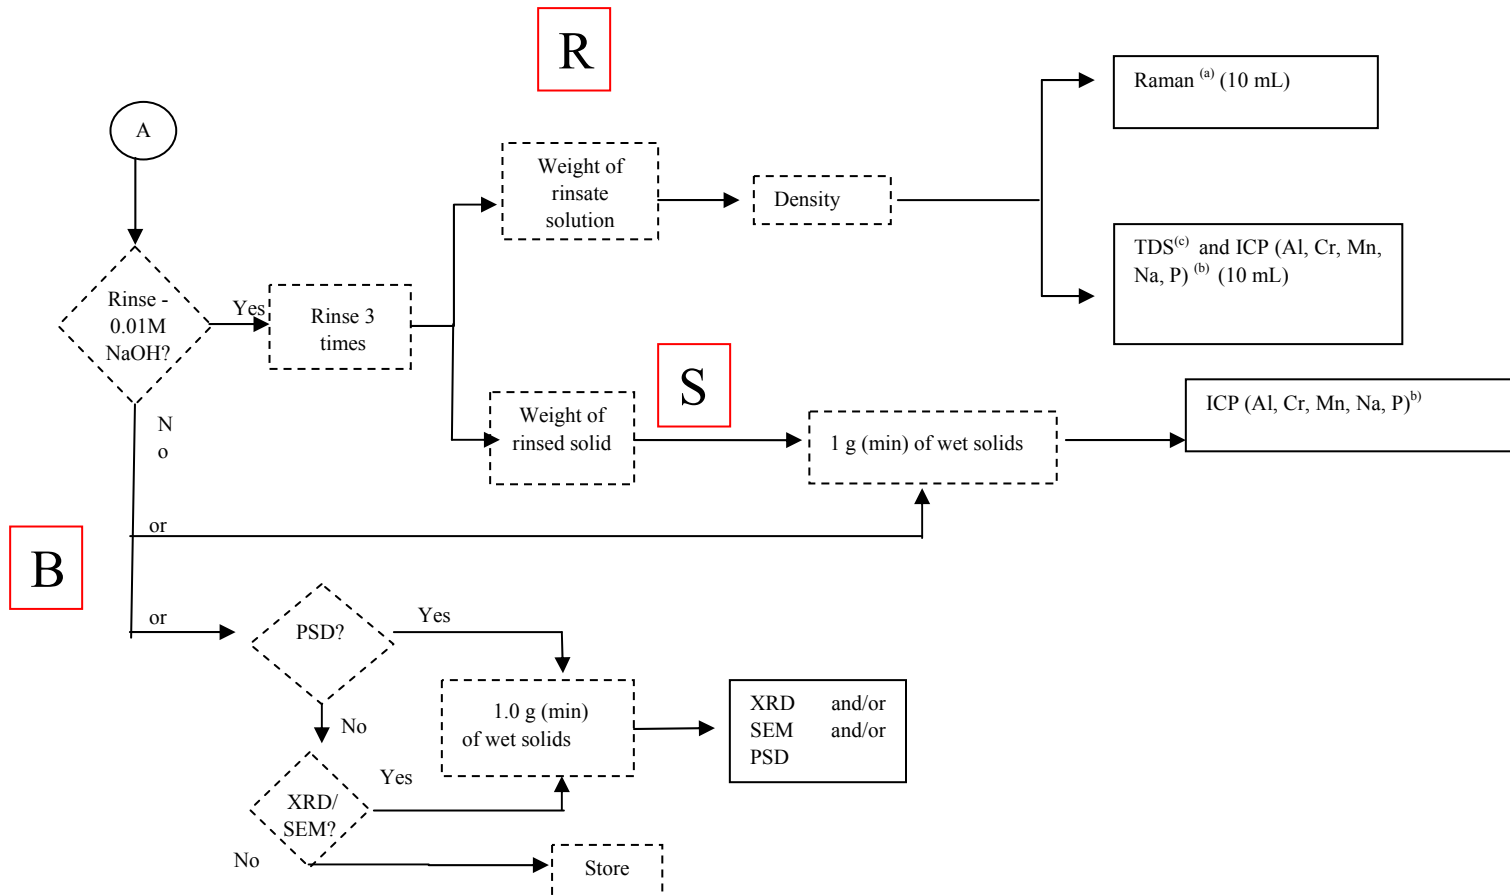 R
Raman (a) (10 mL)
A
Weight of
rinsate
solution
Density
TDS(c) and ICP (Al, Cr, Mn,
Na, P) (b) (10 mL)
Rinse -
0.01M
NaOH?
Yes
Rinse 3
times
S
Weight of
rinsed solid
1 g (min) of wet solids
ICP (Al, Cr, Mn, Na, P)b)
N
o
or
B
or
PSD?
Yes
No
1.0 g (min)
of wet solids
XRD and/or
SEM and/or
PSD
XRD/
SEM?
Yes
No
Store